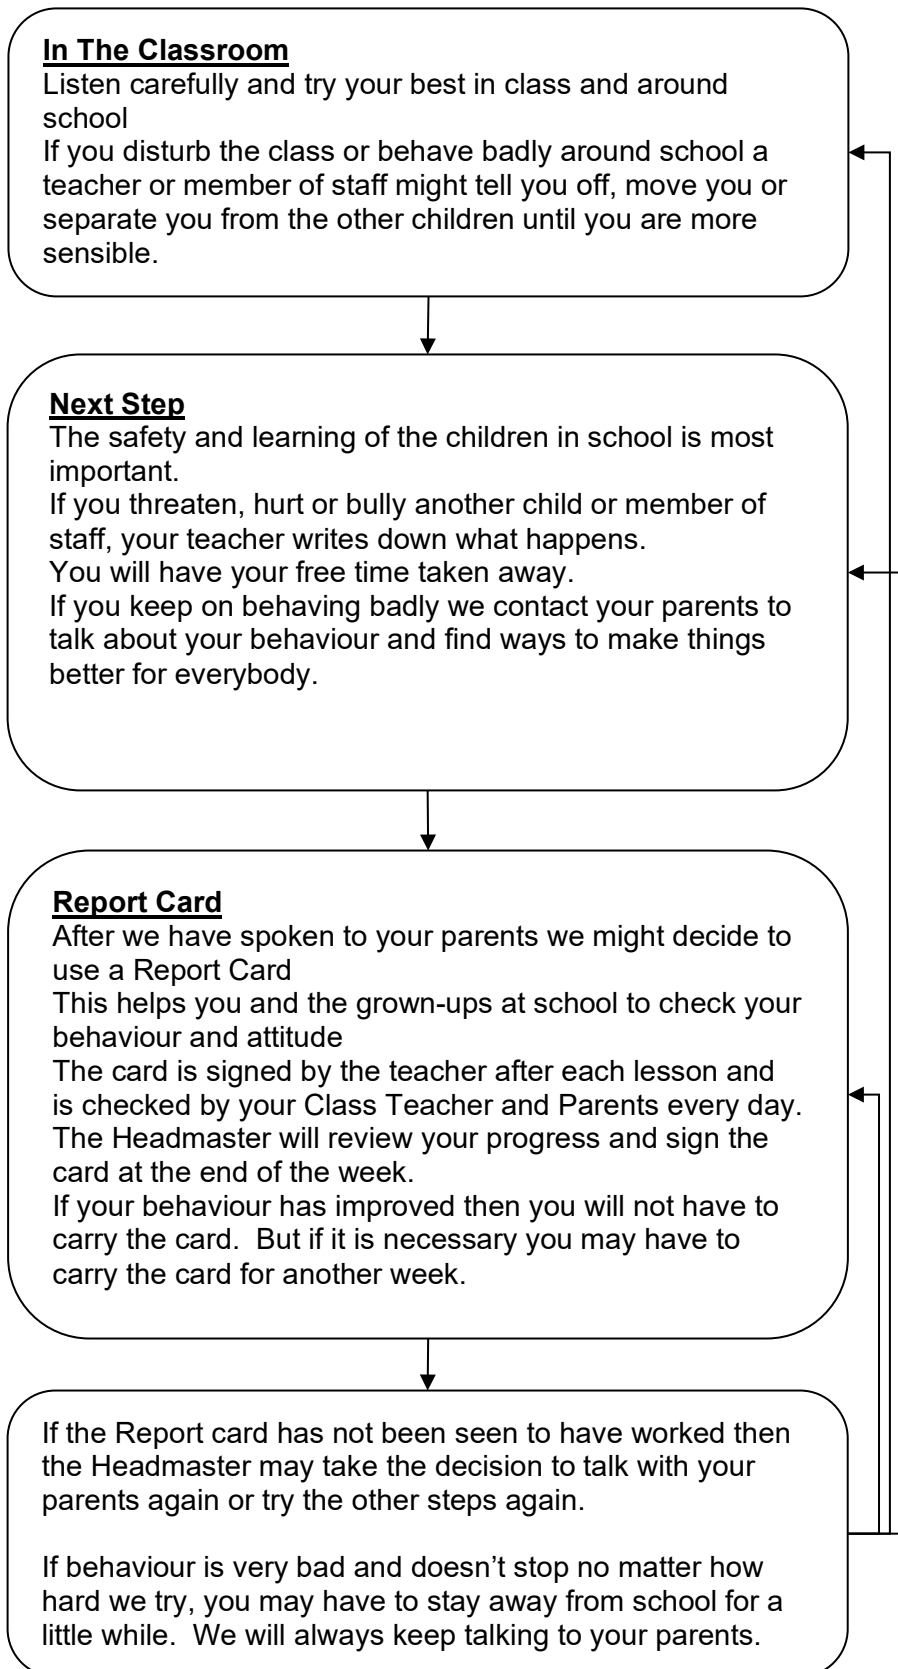 In The Classroom
Listen carefully and try your best in class and around
school
If you disturb the class or behave badly around school a
teacher or member of staff might tell you off, move you or
separate you from the other children until you are more
sensible.
Next Step
The safety and learning of the children in school is most
important.
If you threaten, hurt or bully another child or member of
staff, your teacher writes down what happens.
You will have your free time taken away.
If you keep on behaving badly we contact your parents to
talk about your behaviour and find ways to make things
better for everybody.
Report Card
After we have spoken to your parents we might decide to
use a Report Card
This helps you and the grown-ups at school to check your
behaviour and attitude
The card is signed by the teacher after each lesson and
is checked by your Class Teacher and Parents every day.
The Headmaster will review your progress and sign the
card at the end of the week.
If your behaviour has improved then you will not have to
carry the card.  But if it is necessary you may have to
carry the card for another week.
If the Report card has not been seen to have worked then
the Headmaster may take the decision to talk with your
parents again or try the other steps again.
If behaviour is very bad and doesn’t stop no matter how
hard we try, you may have to stay away from school for a
little while.  We will always keep talking to your parents.